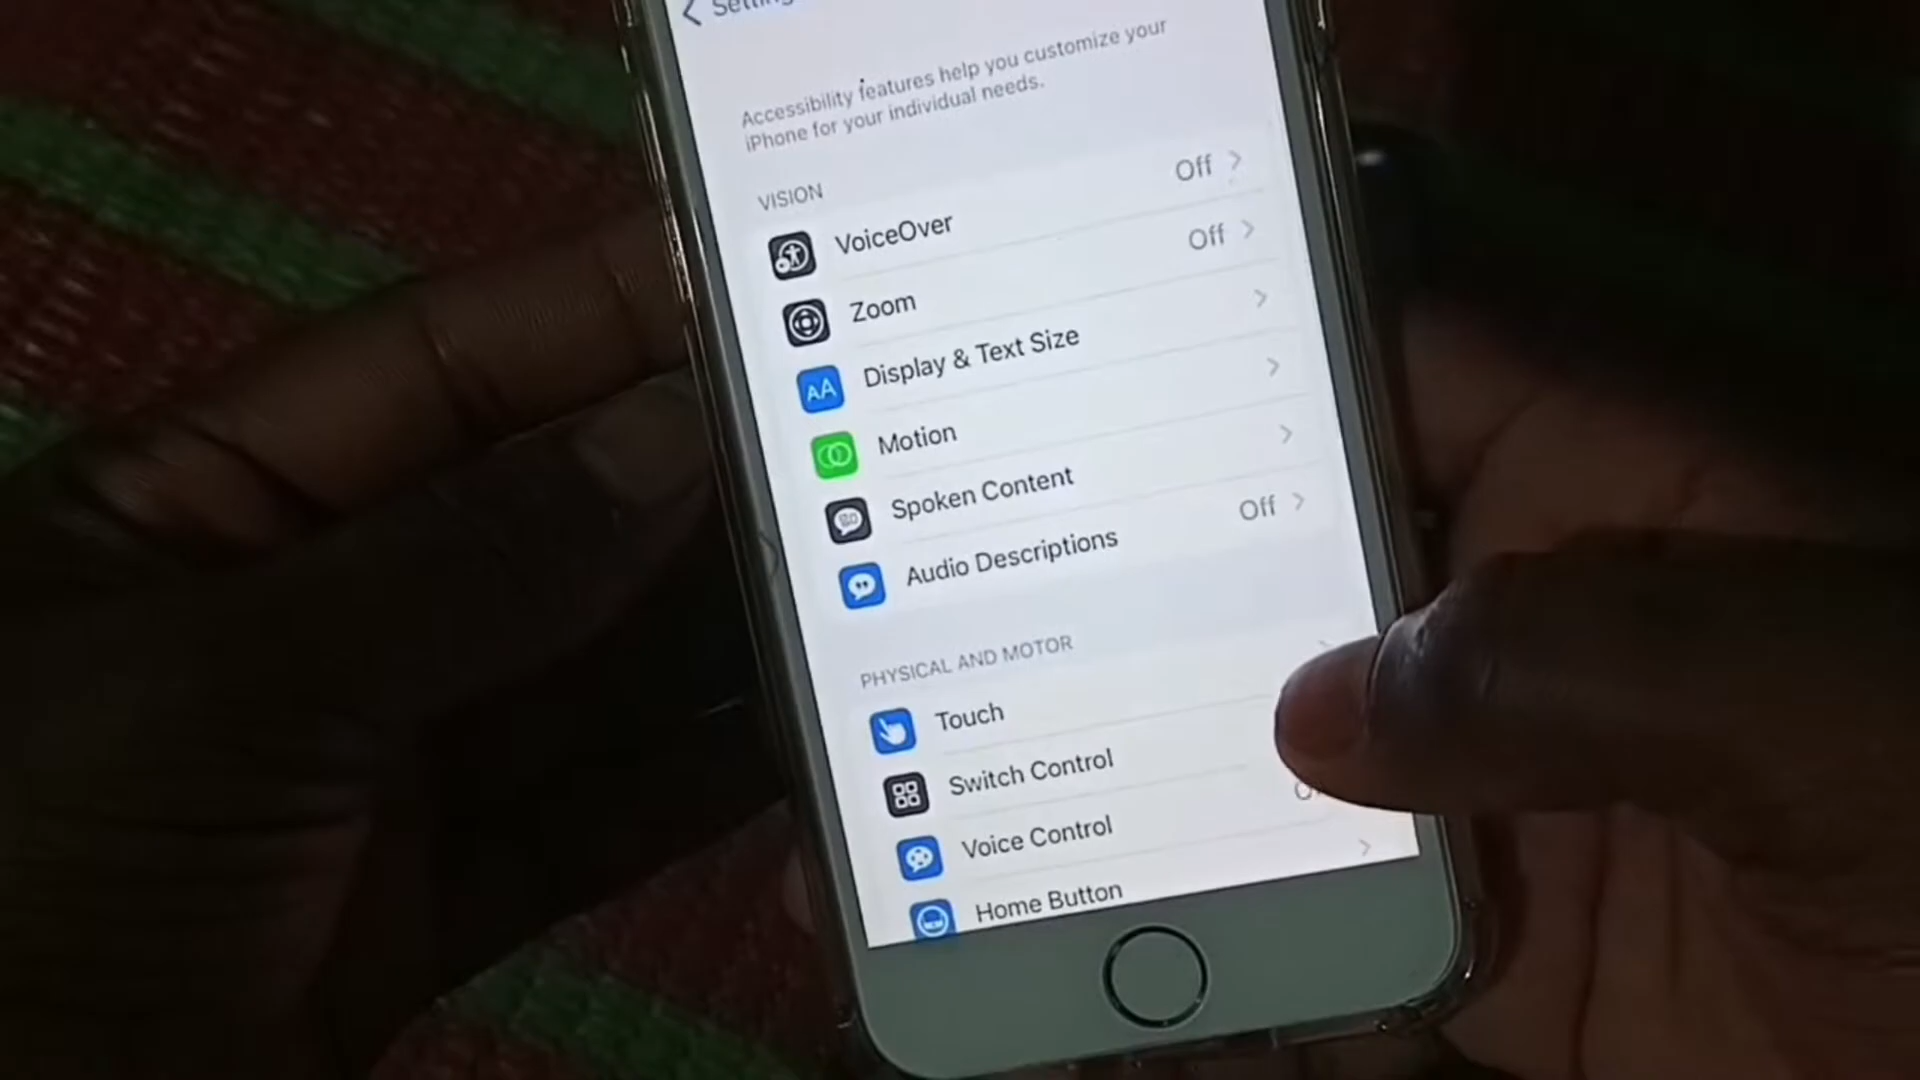 Accessibility features help you customize your
iPhone for your individual needs.
VISION
VoiceOver Off
Zoom Off
Display & Text Size
Motion
Spoken Content
Audio Descriptions Off
PHYSICAL AND MOTOR
Touch
Switch Control
Voice Control
Home Button